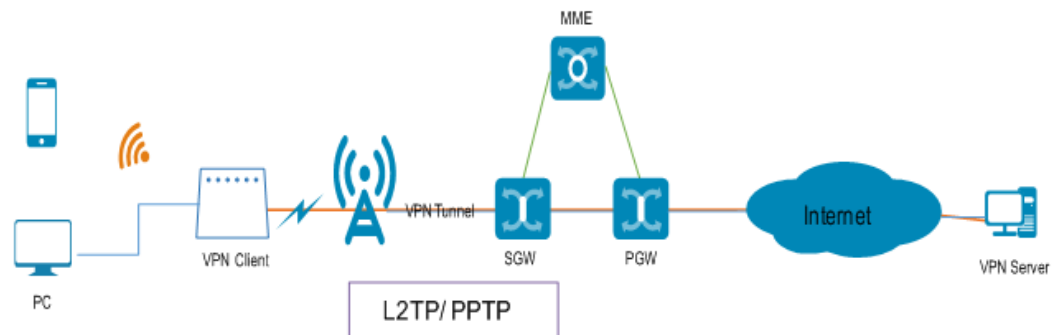 MME
VPN Tunnel
Internet
VPN Client
SGW
PGW
VPN Server
PC
L2TP/ PPTP